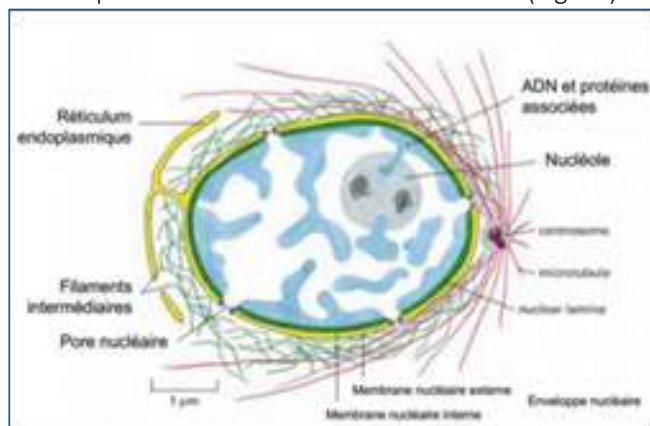 Réticulum
endoplasmique
ADN et protéines
associées
Nucléole
centrosome
microtubule
nuclear lamina
Filaments
intermédiaires
Pore nucléaire
1 µm
Membrane nucléaire externe
Membrane nucléaire interne
Enveloppe nucléaire